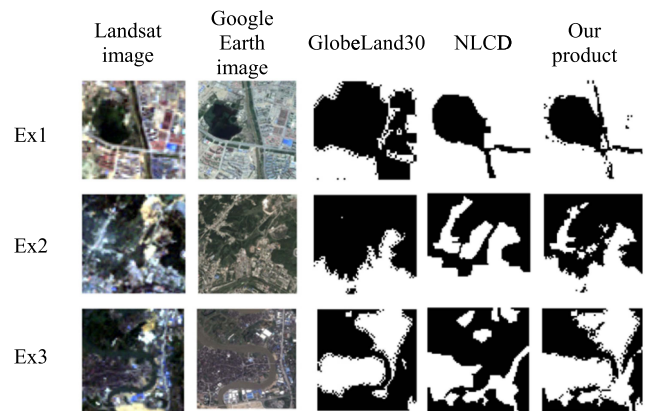 Landsat
image
Google
Earth
image
GlobeLand30
NLCD
Our
product
Ex1
Ex2
Ex3